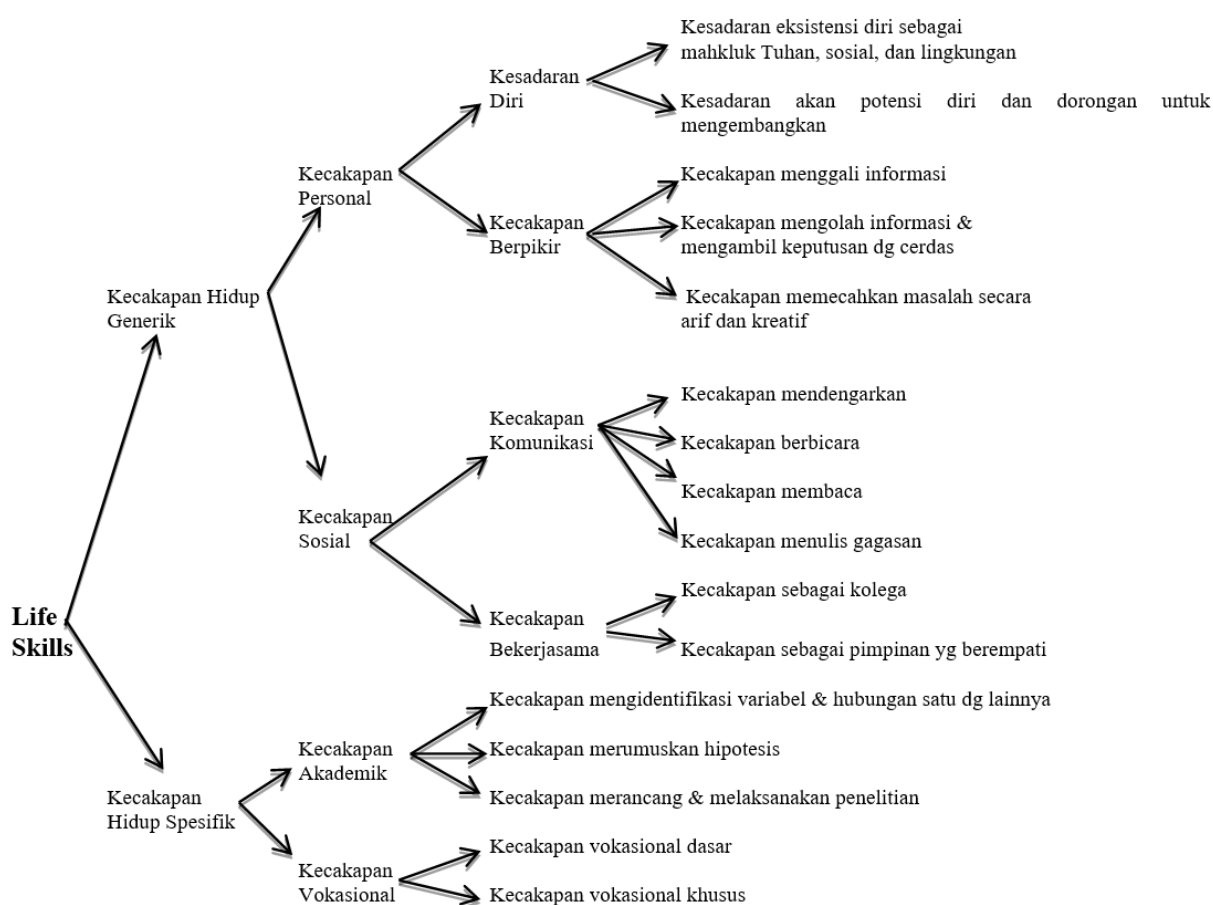 Kesadaran eksistensi diri sebagai
mahkluk Tuhan, sosial, dan lingkungan
Kesadaran
Diri
Kesadaran akan potensi diri dan dorongan untuk
mengembangkan
Kecakapan
Personal
Kecakapan menggali informasi
Kecakapan
Berpikir
Kecakapan mengolah informasi &
mengambil keputusan dg cerdas
Kecakapan Hidup
Generik
Kecakapan memecahkan masalah secara
arif dan kreatif
Kecakapan mendengarkan
Kecakapan
Komunikasi
Kecakapan berbicara
Kecakapan membaca
Kecakapan
Sosial
Kecakapan menulis gagasan
Kecakapan sebagai kolega
Life
Skills
Kecakapan
Bekerjasama
Kecakapan sebagai pimpinan yg berempati
Kecakapan mengidentifikasi variabel & hubungan satu dg lainnya
Kecakapan
Akademik
Kecakapan merumuskan hipotesis
Kecakapan
Hidup Spesifik
Kecakapan merancang & melaksanakan penelitian
Kecakapan vokasional dasar
Kecakapan
Vokasional
Kecakapan vokasional khusus